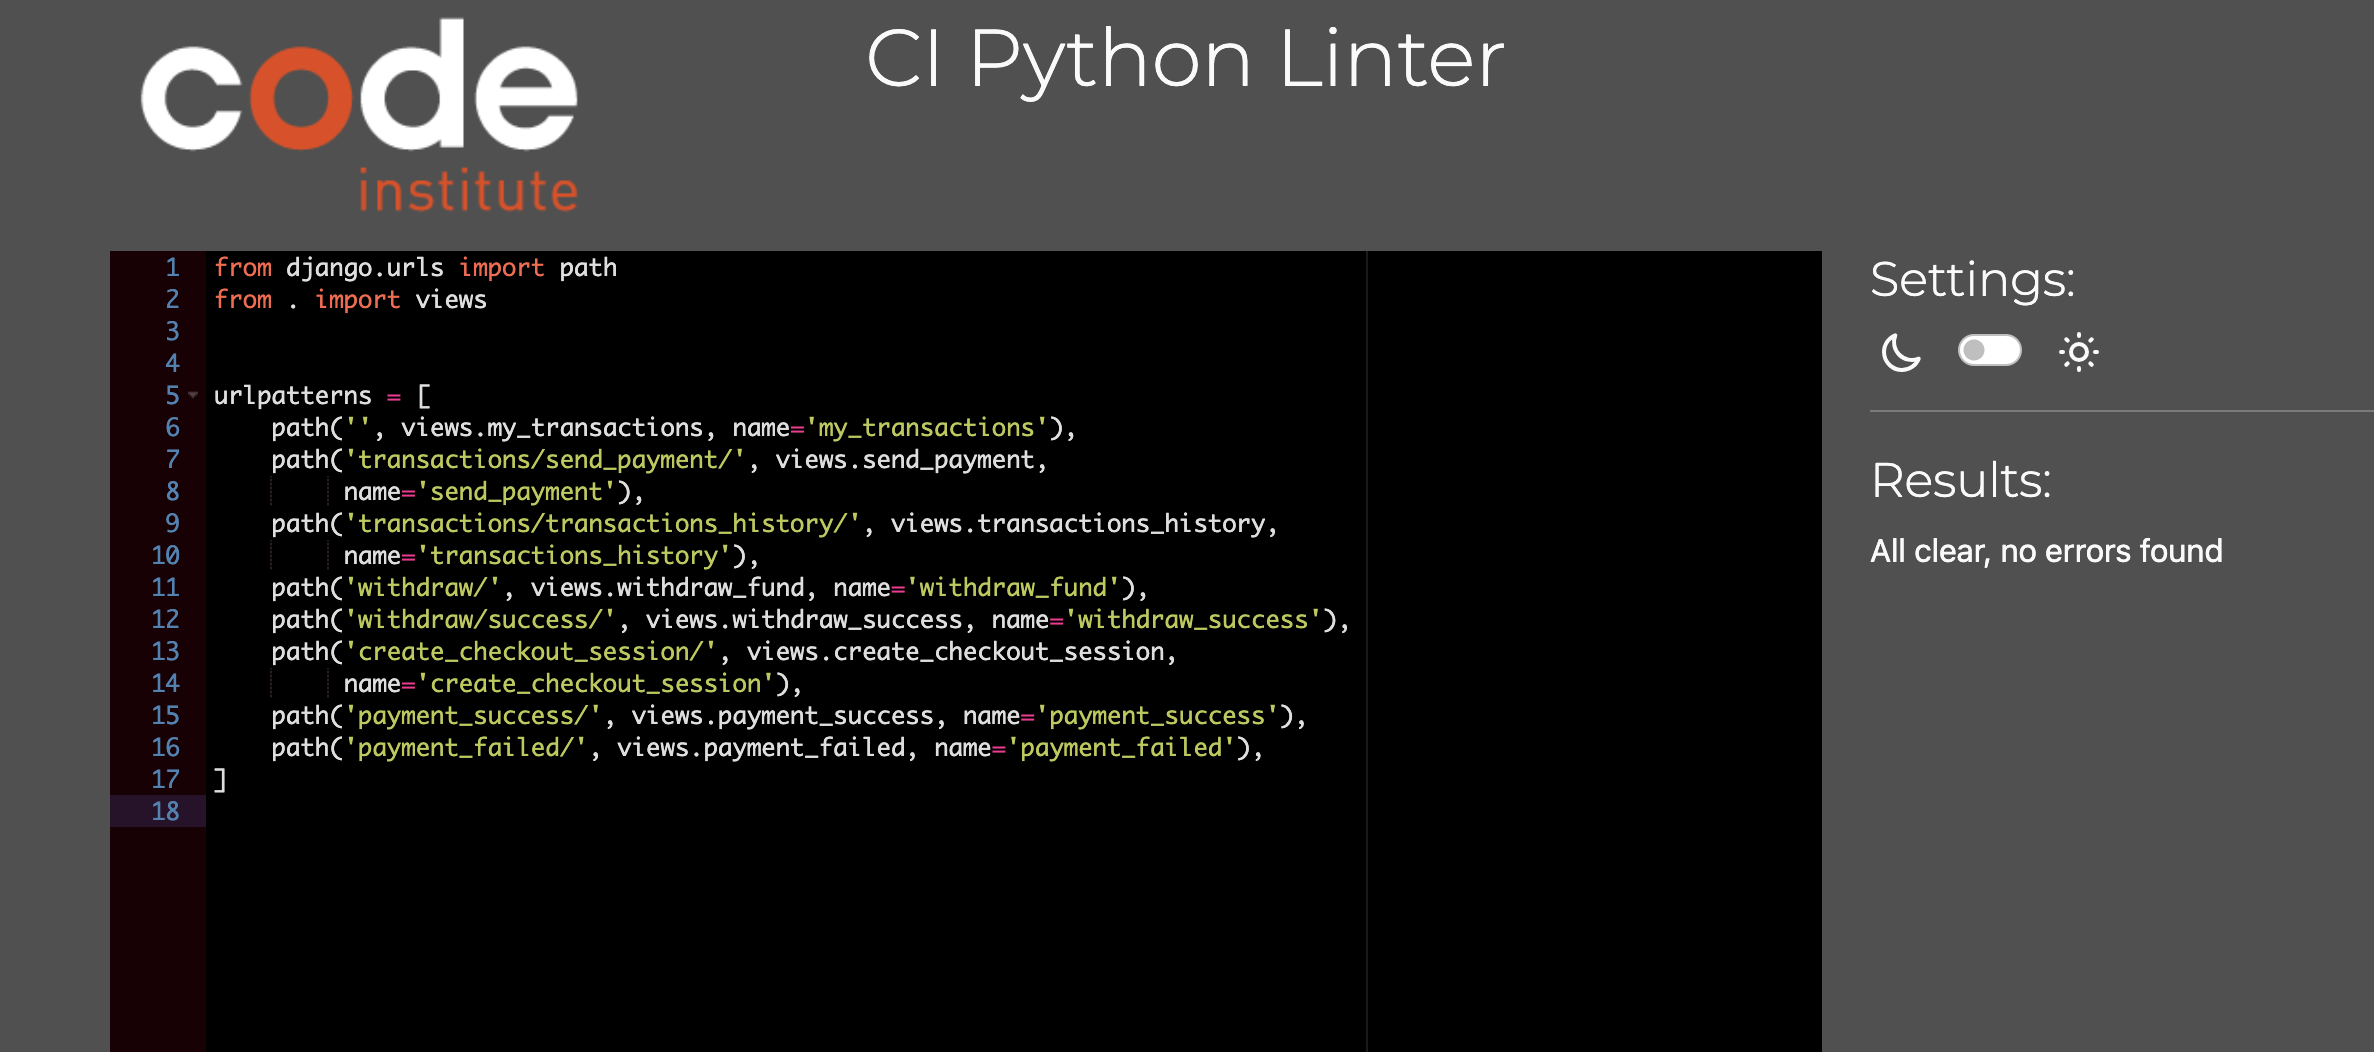 code
institute
CI Python Linter
1 from django.urls import path
2 from . import views
3
4
5 urlpatterns = [
6     path('', views.my_transactions, name='my_transactions'),
7     path('transactions/send_payment/', views.send_payment,
8          name='send_payment'),
9     path('transactions/transactions_history/', views.transactions_history,
10          name='transactions_history'),
11     path('withdraw/', views.withdraw_fund, name='withdraw_fund'),
12     path('withdraw/success/', views.withdraw_success, name='withdraw_success'),
13     path('create_checkout_session/', views.create_checkout_session,
14          name='create_checkout_session'),
15     path('payment_success/', views.payment_success, name='payment_success'),
16     path('payment_failed/', views.payment_failed, name='payment_failed'),
17 ]
18
Settings:
Results:
All clear, no errors found